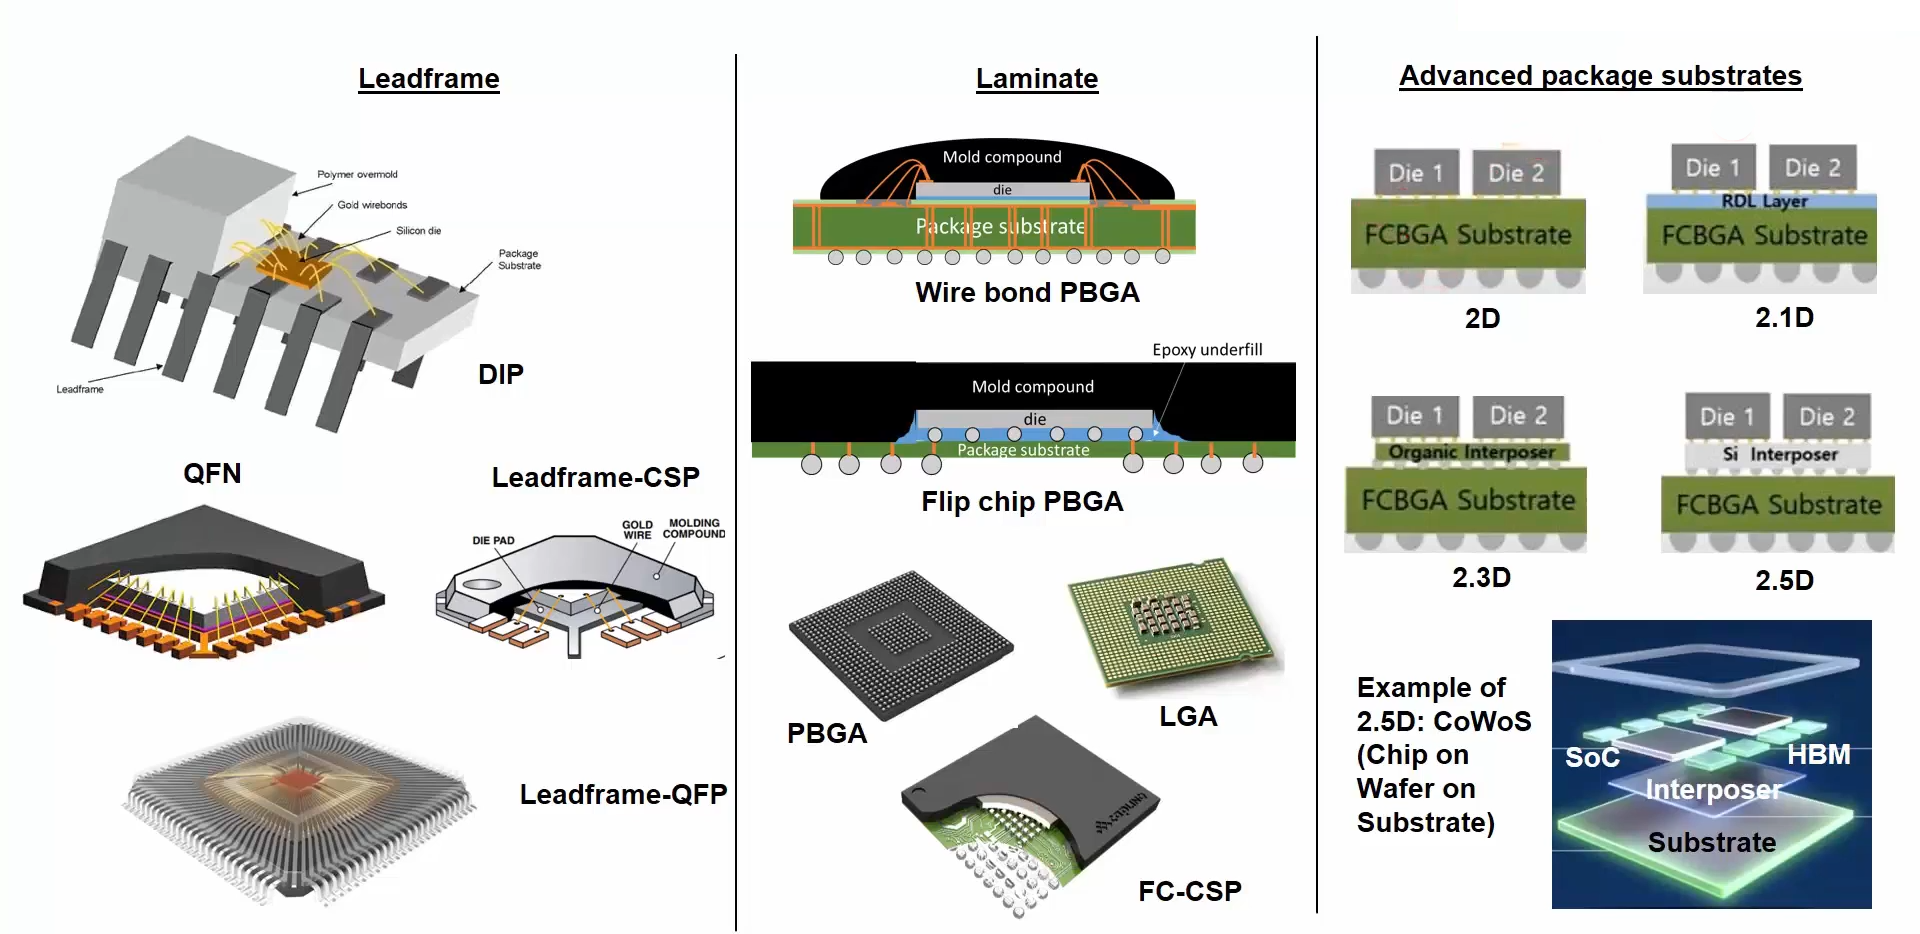 Leadframe
Polymer overmold
Gold wirebonds
Silicon die
Package
Substrate
Leadframe
DIP
QFN
Leadframe-CSP
DIE PAD
GOLD
WIRE
MOLDING
COMPOUND
Leadframe-QFP
Laminate
Mold compound
die
Package substrate
Wire bond PBGA
Epoxy underfill
Mold compound
die
Package substrate
Flip chip PBGA
PBGA
LGA
FC-CSP
Advanced package substrates
Die 1
Die 2
FCBGA Substrate
2D
Die 1
Die 2
RDL Layer
FCBGA Substrate
2.1D
Die 1
Die 2
Organic Interposer
FCBGA Substrate
2.3D
Die 1
Die 2
Si Interposer
FCBGA Substrate
2.5D
Example of
2.5D: CoWoS
(Chip on
Wafer on
Substrate)
SoC
HBM
Interposer
Substrate